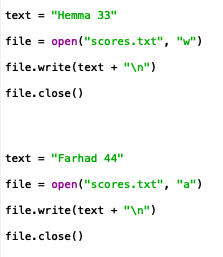 text = "Hemma 33"
file = open("scores.txt", "w")
file.write(text + "\n")
file.close()
text = "Farhad 44"
file = open("scores.txt", "a")
file.write(text + "\n")
file.close()